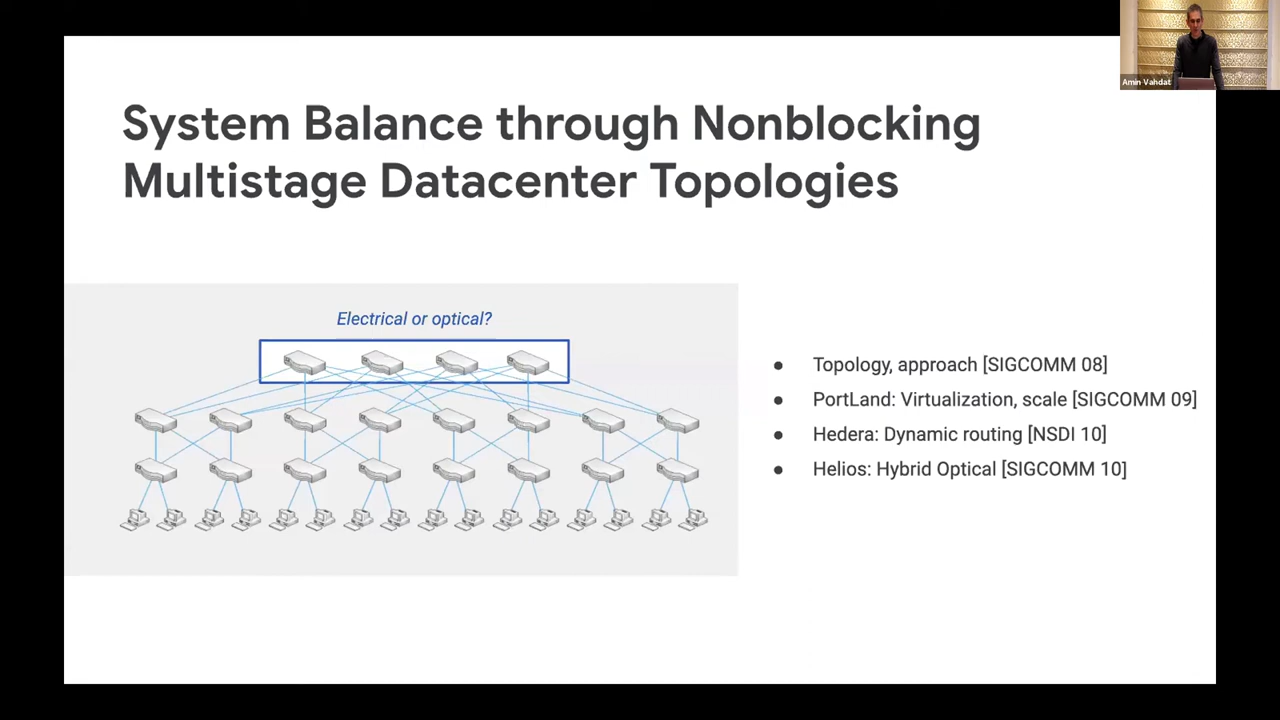 Amin Vahdat
System Balance through Nonblocking
Multistage Datacenter Topologies
Electrical or optical?
● Topology, approach [SIGCOMM 08]
● PortLand: Virtualization, scale [SIGCOMM 09]
● Hedera: Dynamic routing [NSDI 10]
● Helios: Hybrid Optical [SIGCOMM 10]